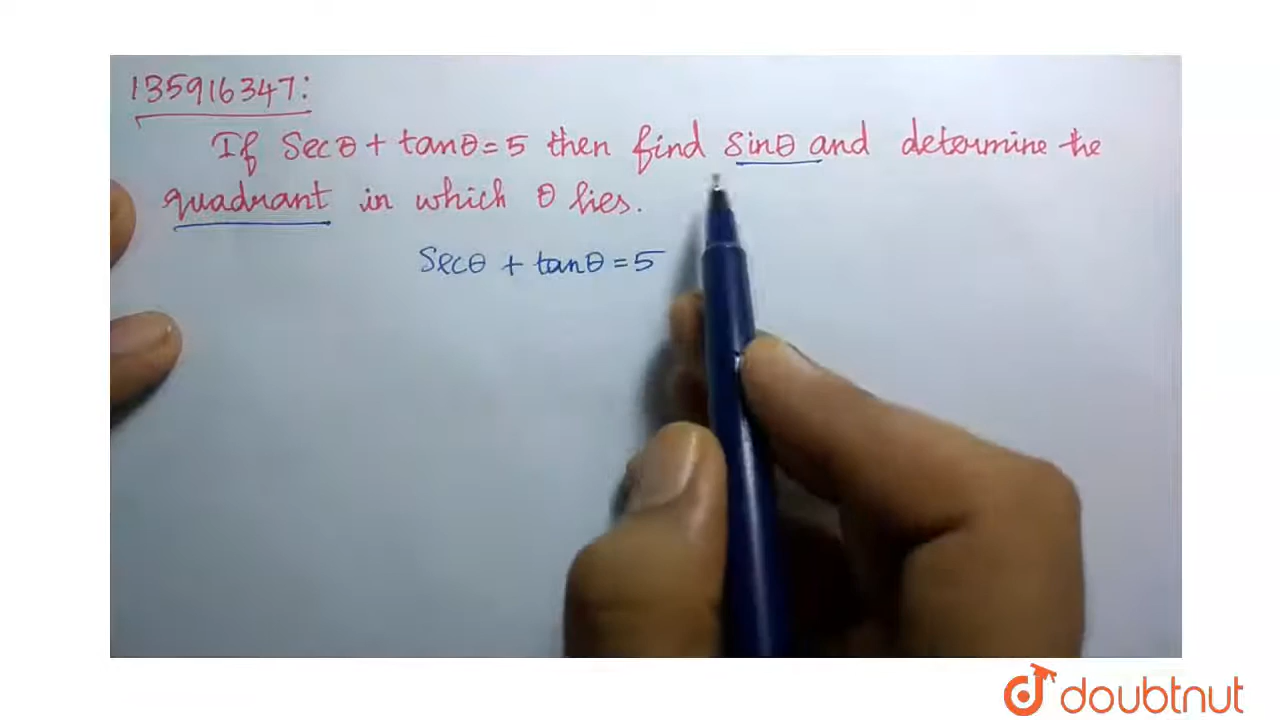 135916347:
If Secθ + tanθ = 5 then find Sinθ and determine the
quadrant in which θ lies.
Secθ + tanθ = 5
doubtnut